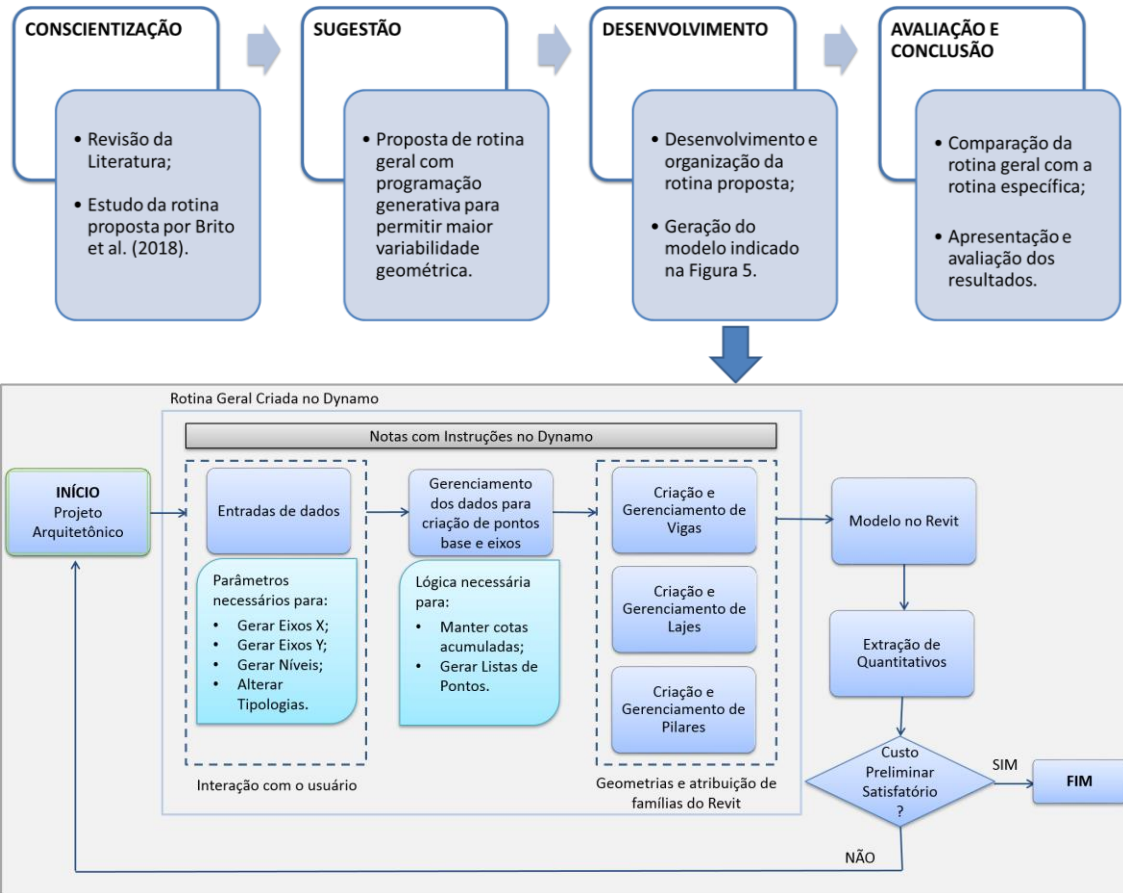 CONSCIENTIZAÇÃO
• Revisão da
Literatura;
• Estudo da rotina
proposta por Brito
et al. (2018).
SUGESTÃO
• Proposta de rotina
geral com
programação
generativa para
permitir maior
variabilidade
geométrica.
DESENVOLVIMENTO
• Desenvolvimento e
organização da
rotina proposta;
• Geração do
modelo indicado
na Figura 5.
AVALIAÇÃO E
CONCLUSÃO
• Comparação da
rotina geral com a
rotina específica;
• Apresentação e
avaliação dos
resultados.
Rotina Geral Criada no Dynamo
Notas com Instruções no Dynamo
INÍCIO
Projeto
Arquitetônico
Entradas de dados
Parâmetros
necessários para:
• Gerar Eixos X;
• Gerar Eixos Y;
• Gerar Níveis;
• Alterar
Tipologias.
Interação com o usuário
Gerenciamento
dos dados para
criação de pontos
base e eixos
Lógica necessária
para:
• Manter cotas
acumuladas;
• Gerar Listas de
Pontos.
Criação e
Gerenciamento de
Vigas
Criação e
Gerenciamento de
Lajes
Criação e
Gerenciamento de
Pilares
Geometrias e atribuição de
famílias do Revit
Modelo no Revit
Extração de
Quantitativos
Custo
Preliminar
Satisfatório
?
SIM
FIM
NÃO